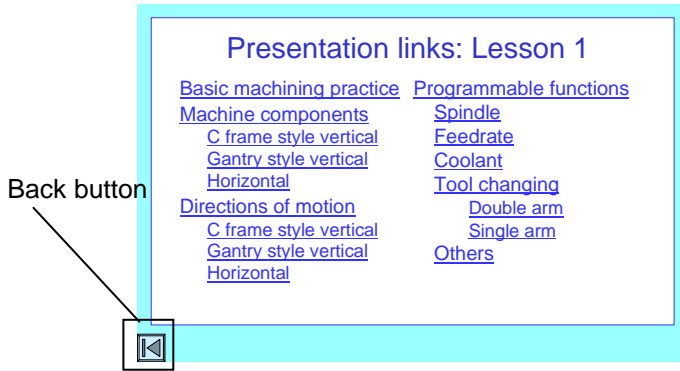 Presentation links: Lesson 1
Basic machining practice
Machine components
C frame style vertical
Gantry style vertical
Horizontal
Directions of motion
C frame style vertical
Gantry style vertical
Horizontal
Programmable functions
Spindle
Feedrate
Coolant
Tool changing
Double arm
Single arm
Others
Back button